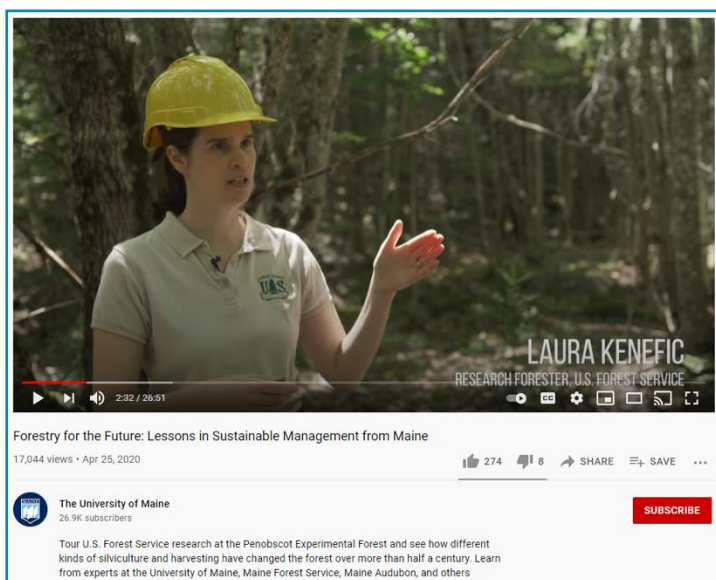 U.S.
LAURA KENEFIC
RESEARCH FORESTER, U.S. FOREST SERVICE
2:32 / 26:51
CC
Forestry for the Future: Lessons in Sustainable Management from Maine
17,044 views • Apr 25, 2020
274
8
SHARE
SAVE
The University of Maine
26.9K subscribers
SUBSCRIBE
Tour U.S. Forest Service research at the Penobscot Experimental Forest and see how different
kinds of silviculture and harvesting have changed the forest over more than half a century. Learn
from experts at the University of Maine, Maine Forest Service, Maine Audubon, and others